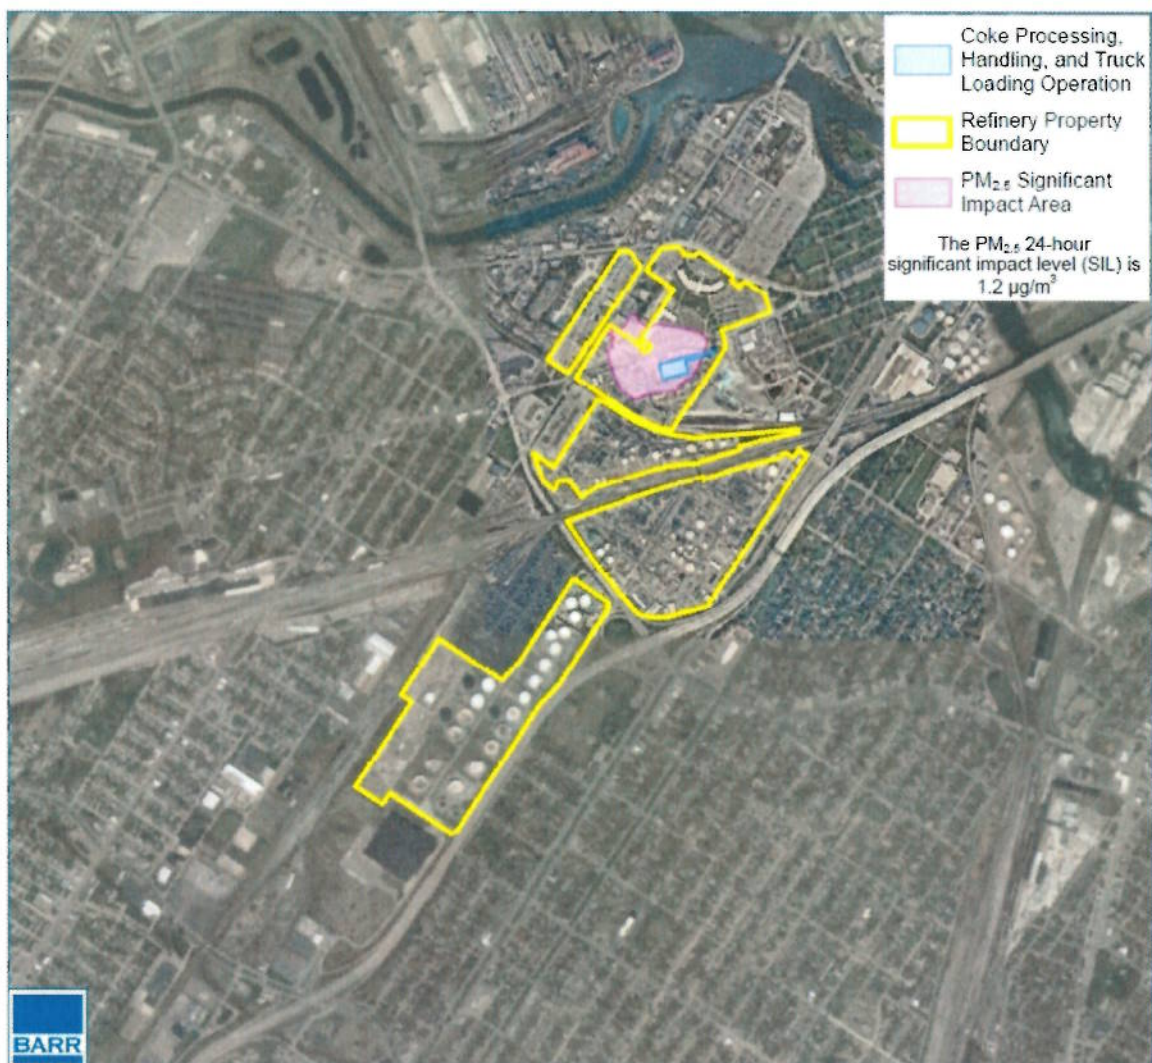 Coke Processing,
Handling, and Truck
Loading Operation
Refinery Property
Boundary
PM₂.₅ Significant
Impact Area
The PM₂.₅ 24-hour
significant impact level (SIL) is
1.2 µg/m³
BARR